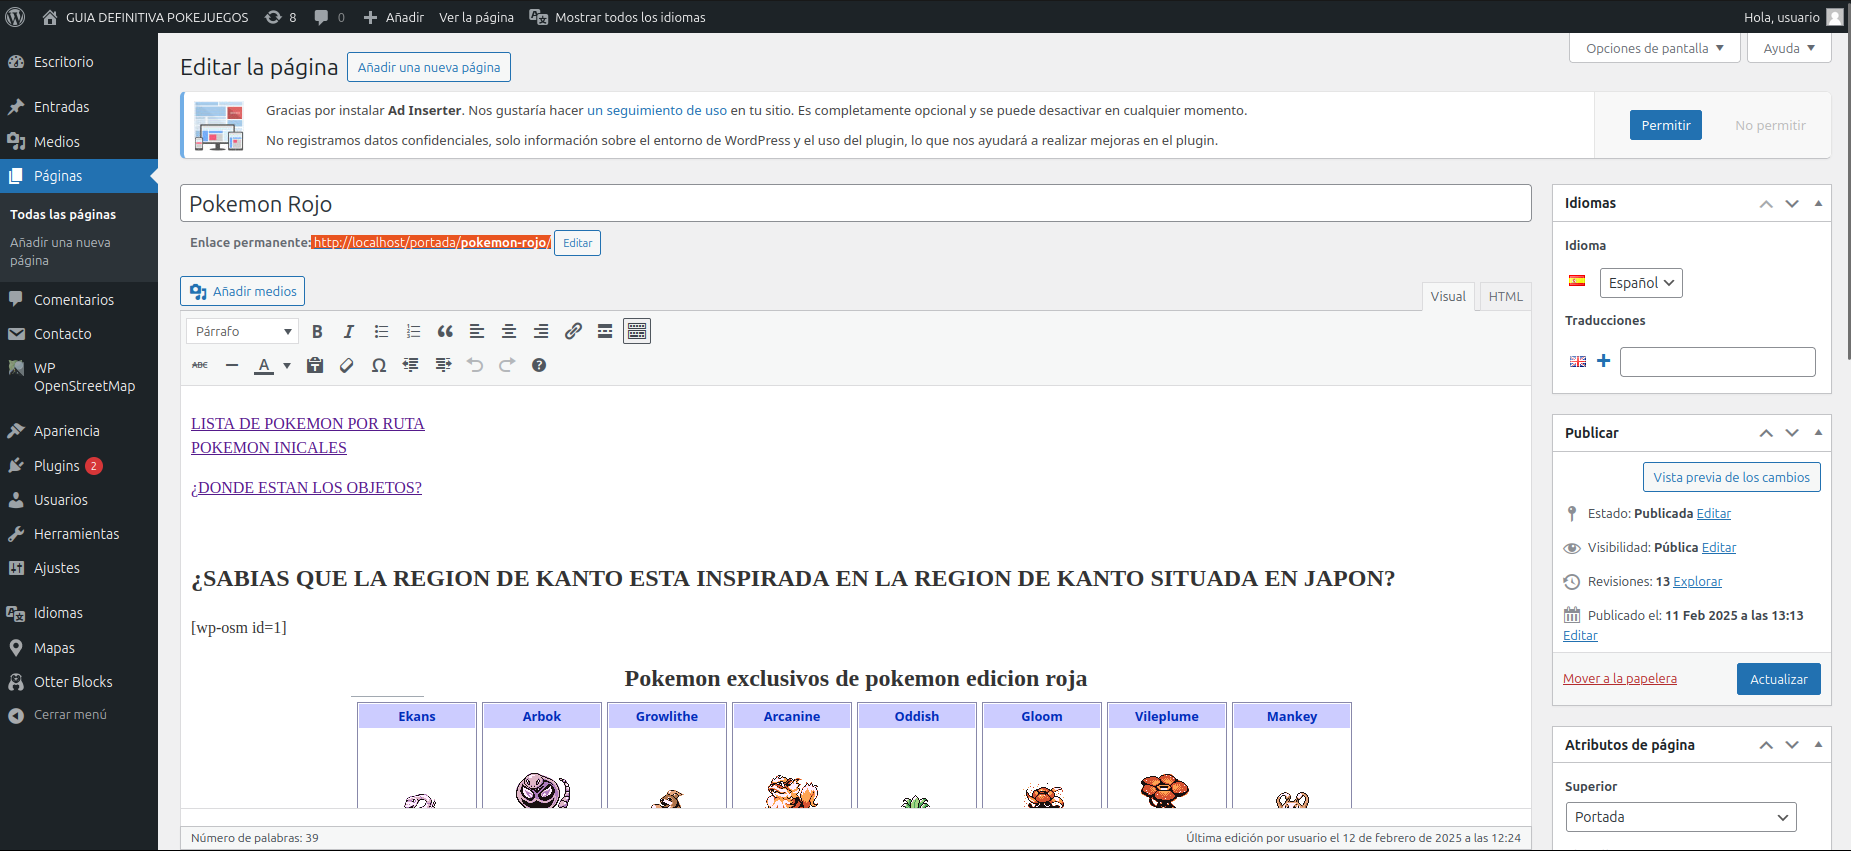 GUIA DEFINITIVA POKEJUEGOS 8 0 Añadir Ver la página Mostrar todos los idiomas Hola, usuario
Escritorio
Entradas
Medios
Páginas
Todas las páginas
Añadir una nueva
página
Comentarios
Contacto
WP
OpenStreetMap
Apariencia
Plugins 2
Usuarios
Herramientas
Ajustes
Idiomas
Mapas
Otter Blocks
Cerrar menú
Opciones de pantalla Ayuda
Editar la página Añadir una nueva página
Gracias por instalar Ad Inserter. Nos gustaría hacer un seguimiento de uso en tu sitio. Es completamente opcional y se puede desactivar en cualquier momento.
No registramos datos confidenciales, solo información sobre el entorno de WordPress y el uso del plugin, lo que nos ayudará a realizar mejoras en el plugin.
Permitir No permitir
Pokemon Rojo
Enlace permanente: http://localhost/portada/pokemon-rojo/ Editar
Añadir medios
Visual HTML
Párrafo
ABC
LISTA DE POKEMON POR RUTA
POKEMON INICALES
¿DONDE ESTAN LOS OBJETOS?
¿SABIAS QUE LA REGION DE KANTO ESTA INSPIRADA EN LA REGION DE KANTO SITUADA EN JAPON?
[wp-osm id=1]
Pokemon exclusivos de pokemon edicion roja
Ekans Arbok Growlithe Arcanine Oddish Gloom Vileplume Mankey
Número de palabras: 39 Última edición por usuario el 12 de febrero de 2025 a las 12:24
Idiomas
Idioma
Español
Traducciones
Publicar
Vista previa de los cambios
Estado: Publicada Editar
Visibilidad: Pública Editar
Revisiones: 13 Explorar
Publicado el: 11 Feb 2025 a las 13:13
Editar
Mover a la papelera Actualizar
Atributos de página
Superior
Portada